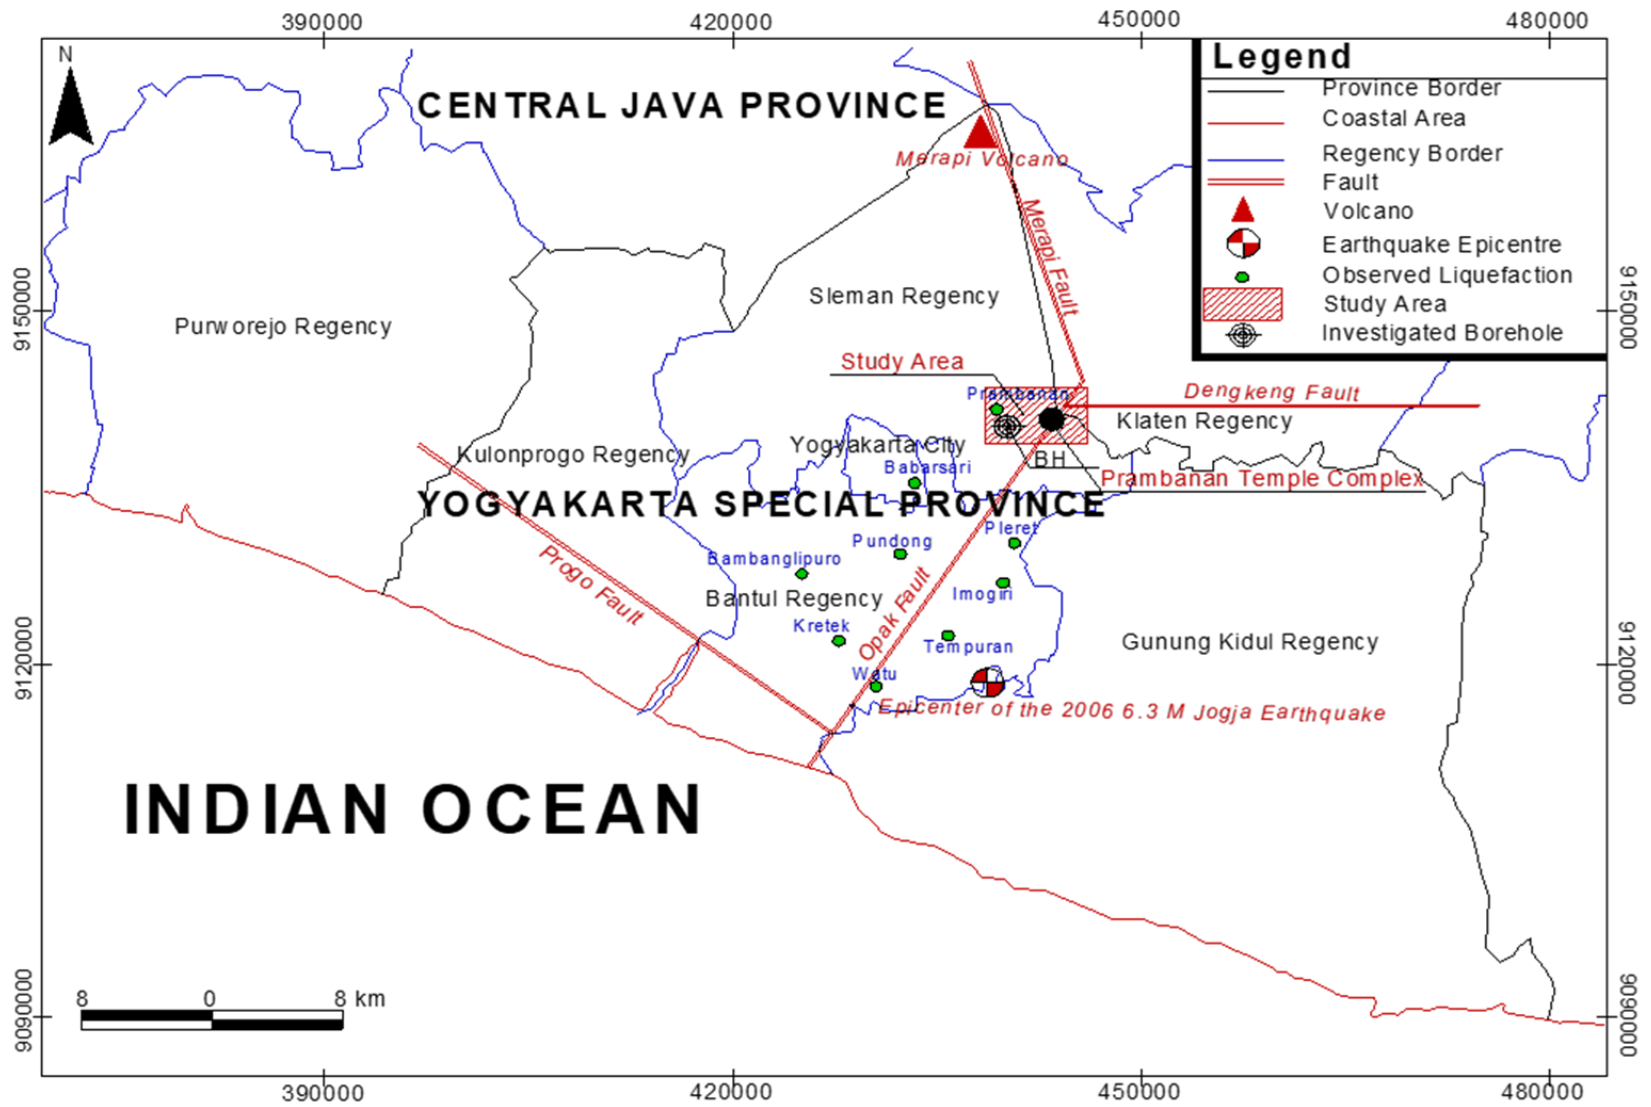 390000
420000
450000
480000
N
CENTRAL JAVA PROVINCE
Legend
Province Border
Coastal Area
Regency Border
Fault
Volcano
Earthquake Epicentre
Observed Liquefaction
Study Area
Investigated Borehole
Merapi Volcano
Merapi Fault
9150000
9150000
Sleman Regency
Purworejo Regency
Study Area
Prambanan
Dengkeng Fault
Klaten Regency
Yogyakarta City
Kulonprogo Regency
BH
Babarsari
Prambanan Temple Complex
YOGYAKARTA SPECIAL PROVINCE
Pleret
Pundong
Bambanglipuro
Progo Fault
Opak Fault
Imogiri
Bantul Regency
Kretek
Tempuran
Gunung Kidul Regency
9120000
9120000
Watu
Epicenter of the 2006 6.3 M Jogja Earthquake
INDIAN OCEAN
8 0 8 km
9090000
9090000
390000
420000
450000
480000